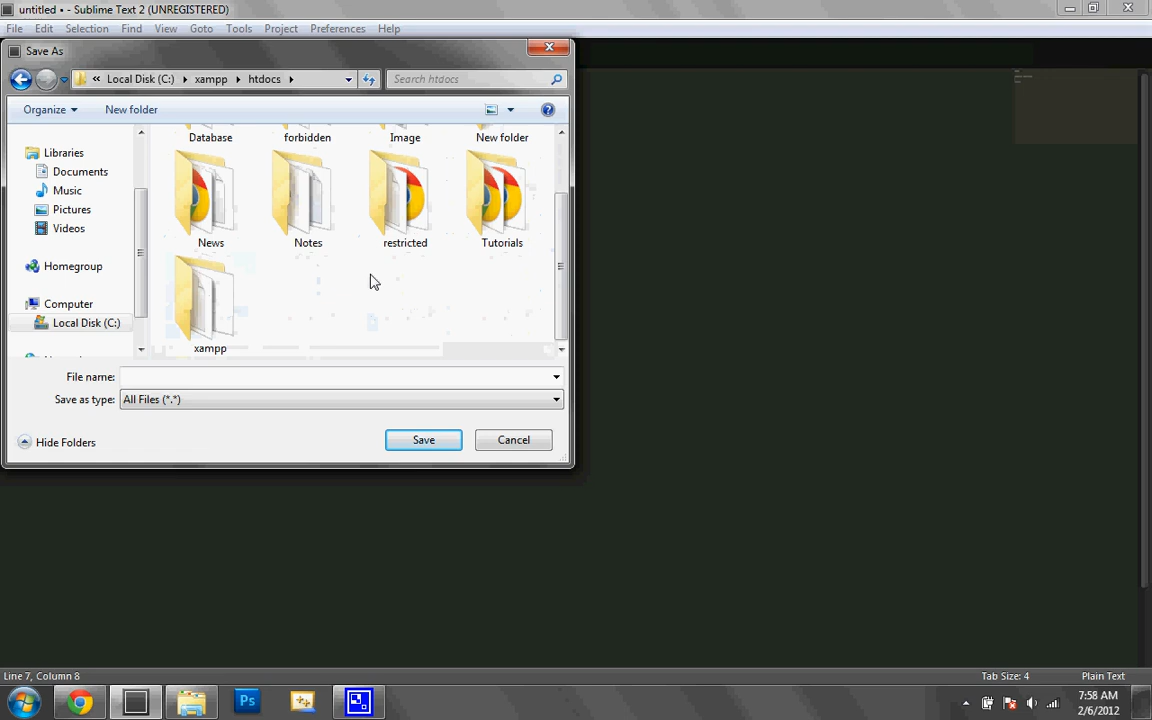 untitled • - Sublime Text 2 (UNREGISTERED)
File Edit Selection Find View Goto Tools Project Preferences Help
Save As
« Local Disk (C:) xampp htdocs Search htdocs
Organize New folder
Libraries
Documents
Music
Pictures
Videos
Homegroup
Computer
Local Disk (C:)
Database forbidden Image New folder
News Notes restricted Tutorials
xampp
File name:
Save as type: All Files (*.*)
Hide Folders Save Cancel
Line 7, Column 8 Tab Size: 4 Plain Text
Ps
7:58 AM
2/6/2012